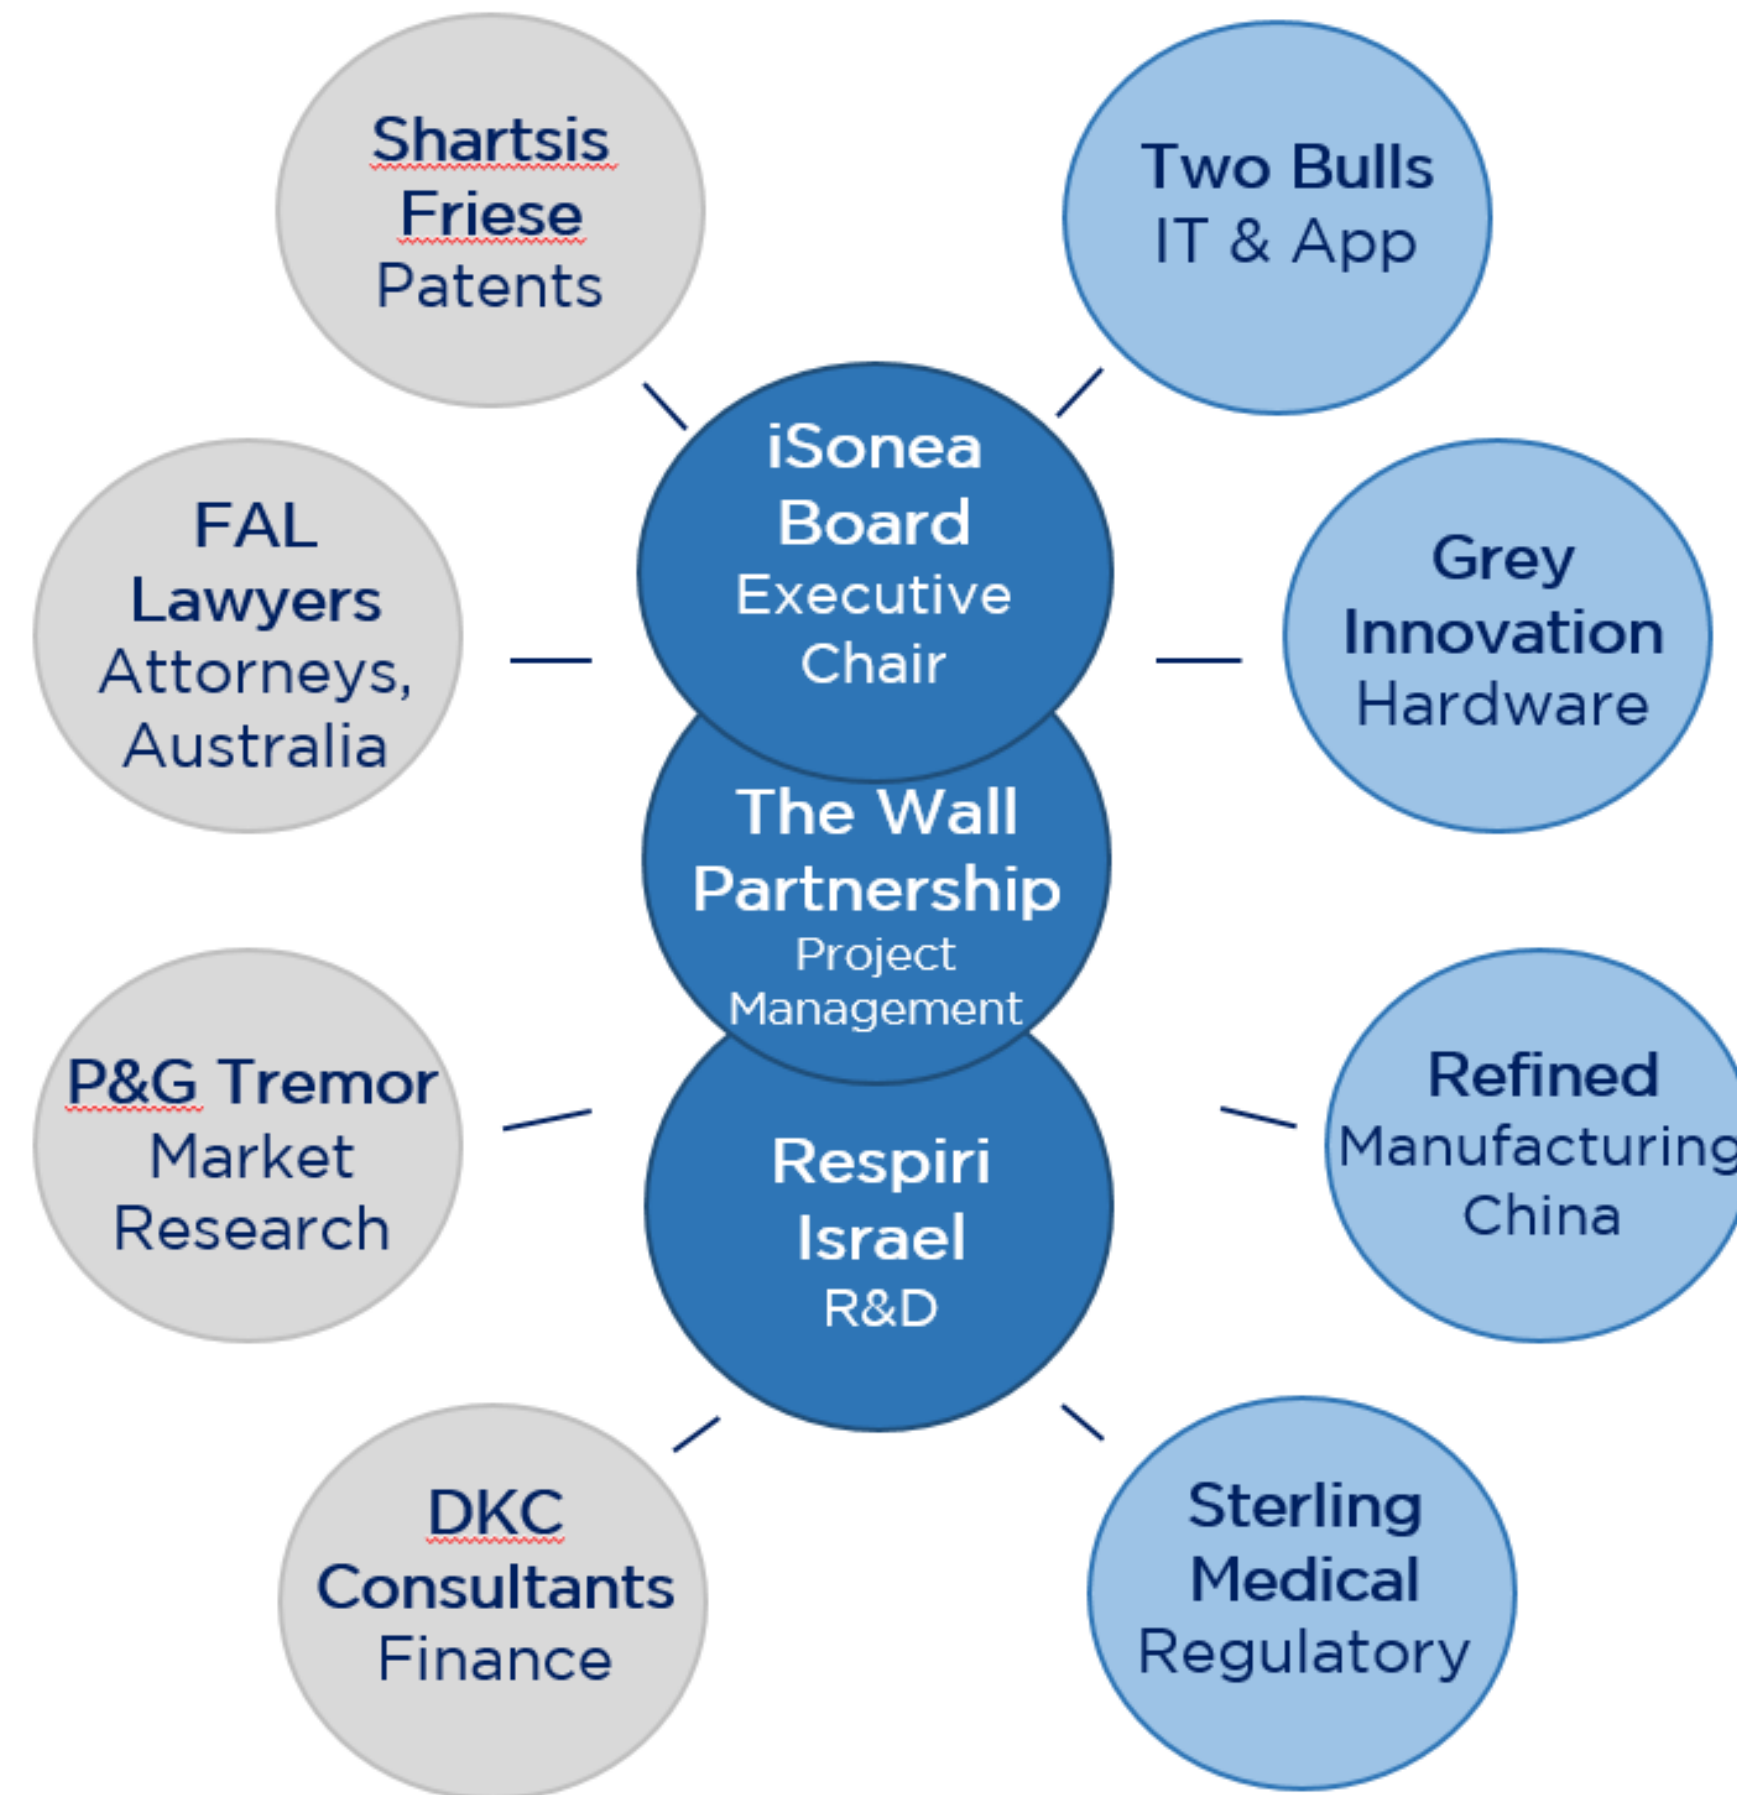 Shartsis
Friese
Patents
Two Bulls
IT & App
iSonea
Board
Executive
Chair
FAL
Lawyers
Attorneys,
Australia
Grey
Innovation
Hardware
The Wall
Partnership
Project
Management
P&G Tremor
Market
Research
Refined
Manufacturing
China
Respiri
Israel
R&D
DKC
Consultants
Finance
Sterling
Medical
Regulatory